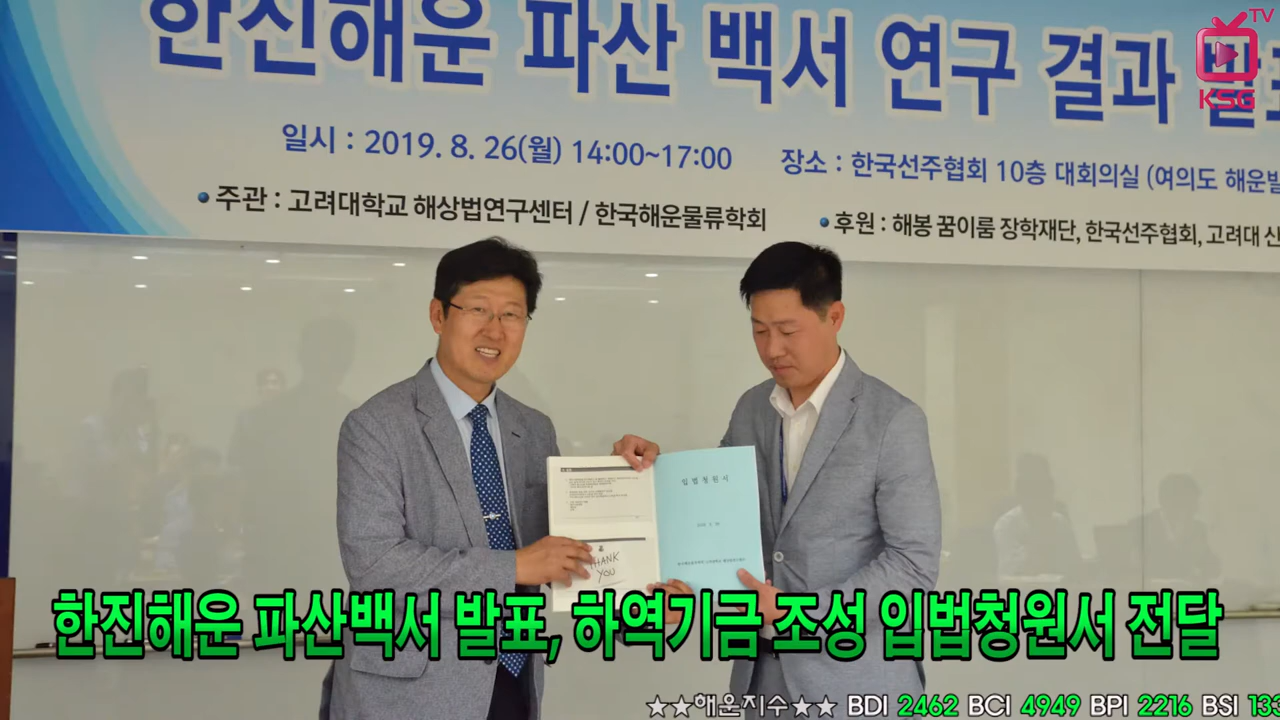 한진해운 파산 백서 연구 결과 발표
TV
KSG
일시 : 2019. 8. 26(월) 14:00~17:00
장소 : 한국선주협회 10층 대회의실 (여의도 해운빌
주관 : 고려대학교 해상법연구센터 / 한국해운물류학회
후원 : 해봉 꿈이룸 장학재단, 한국선주협회, 고려대 산
입법청원서
THANK
YOU
한진해운 파산백서 발표, 하역기금 조성 입법청원서 전달
★★해운지수★★ BDI 2462 BCI 4949 BPI 2216 BSI 133